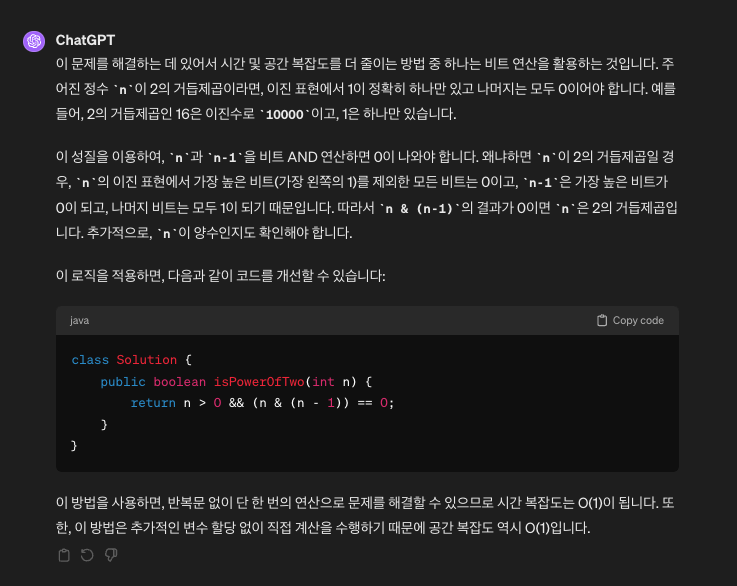 ChatGPT
이 문제를 해결하는 데 있어서 시간 및 공간 복잡도를 더 줄이는 방법 중 하나는 비트 연산을 활용하는 것입니다. 주
어진 정수 `n`이 2의 거듭제곱이라면, 이진 표현에서 1이 정확히 하나만 있고 나머지는 모두 0이어야 합니다. 예를
들어, 2의 거듭제곱인 16은 이진수로 `10000`이고, 1은 하나만 있습니다.
이 성질을 이용하여, `n`과 `n-1`을 비트 AND 연산하면 0이 나와야 합니다. 왜냐하면 `n`이 2의 거듭제곱일 경
우, `n`의 이진 표현에서 가장 높은 비트(가장 왼쪽의 1)를 제외한 모든 비트는 0이고, `n-1`은 가장 높은 비트가
0이 되고, 나머지 비트는 모두 1이 되기 때문입니다. 따라서 `n & (n-1)`의 결과가 0이면 `n`은 2의 거듭제곱입
니다. 추가적으로, `n`이 양수인지도 확인해야 합니다.
이 로직을 적용하면, 다음과 같이 코드를 개선할 수 있습니다:
java
Copy code
class Solution {
    public boolean isPowerOfTwo(int n) {
        return n > 0 && (n & (n - 1)) == 0;
    }
}
이 방법을 사용하면, 반복문 없이 단 한 번의 연산으로 문제를 해결할 수 있으므로 시간 복잡도는 O(1)이 됩니다. 또
한, 이 방법은 추가적인 변수 할당 없이 직접 계산을 수행하기 때문에 공간 복잡도 역시 O(1)입니다.